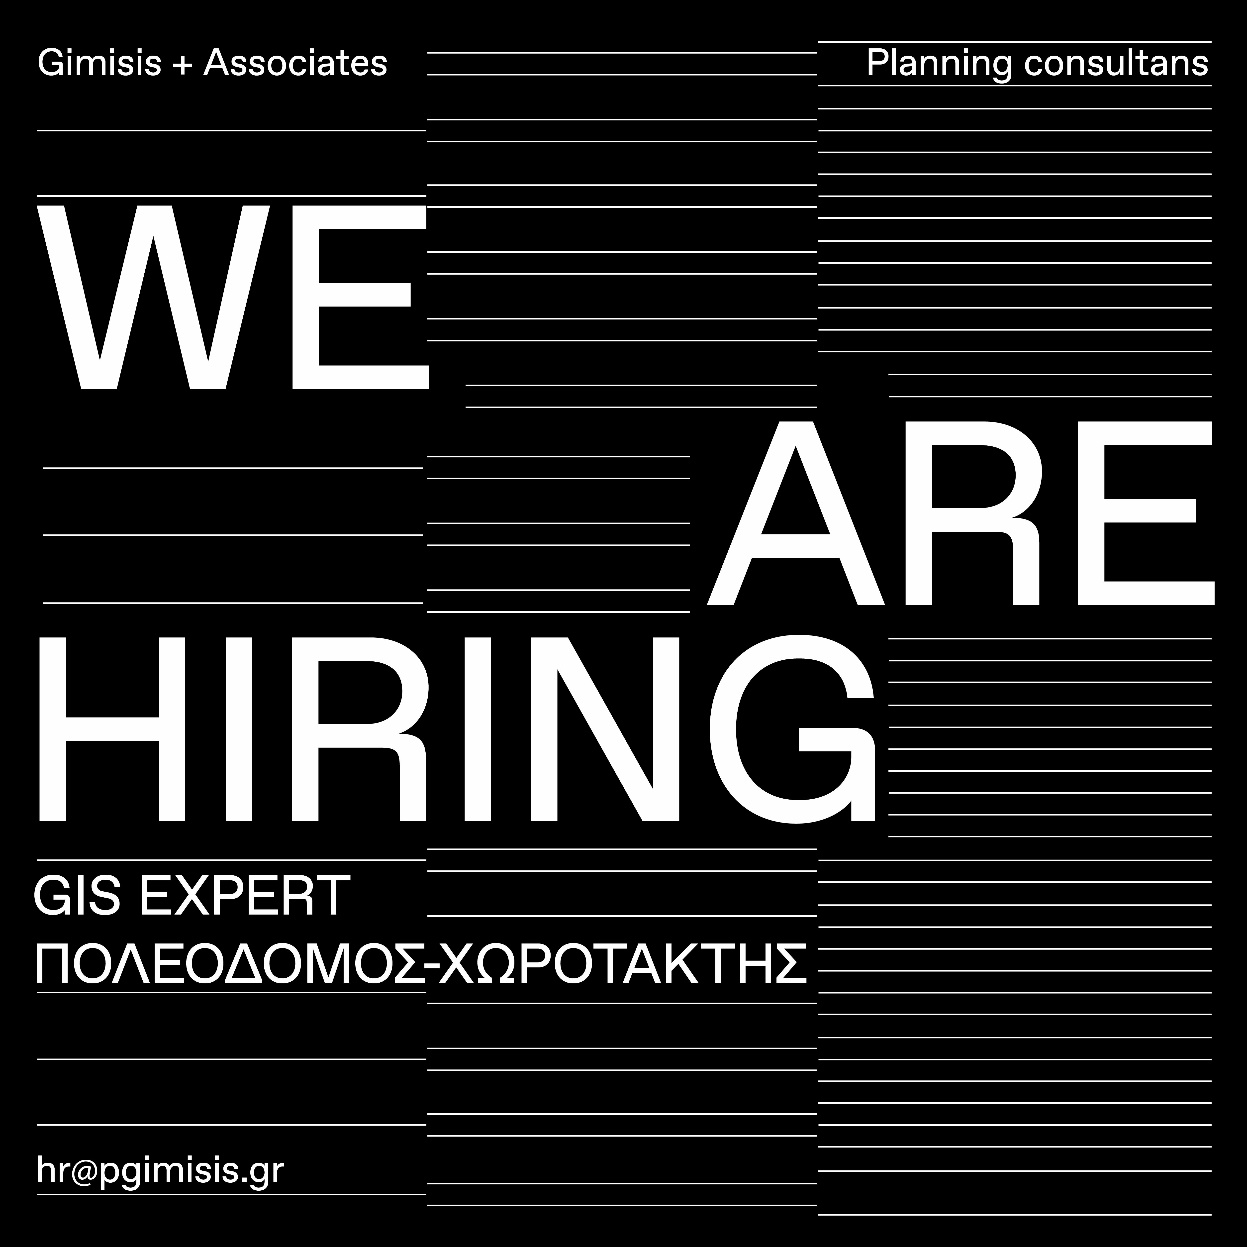 Gimisis + Associates
Planning consultans
WE
ARE
HIRING
GIS EXPERT
ΠΟΛΕΟΔΟΜΟΣ-ΧΩΡΟΤΑΚΤΗΣ
hr@pgimisis.gr